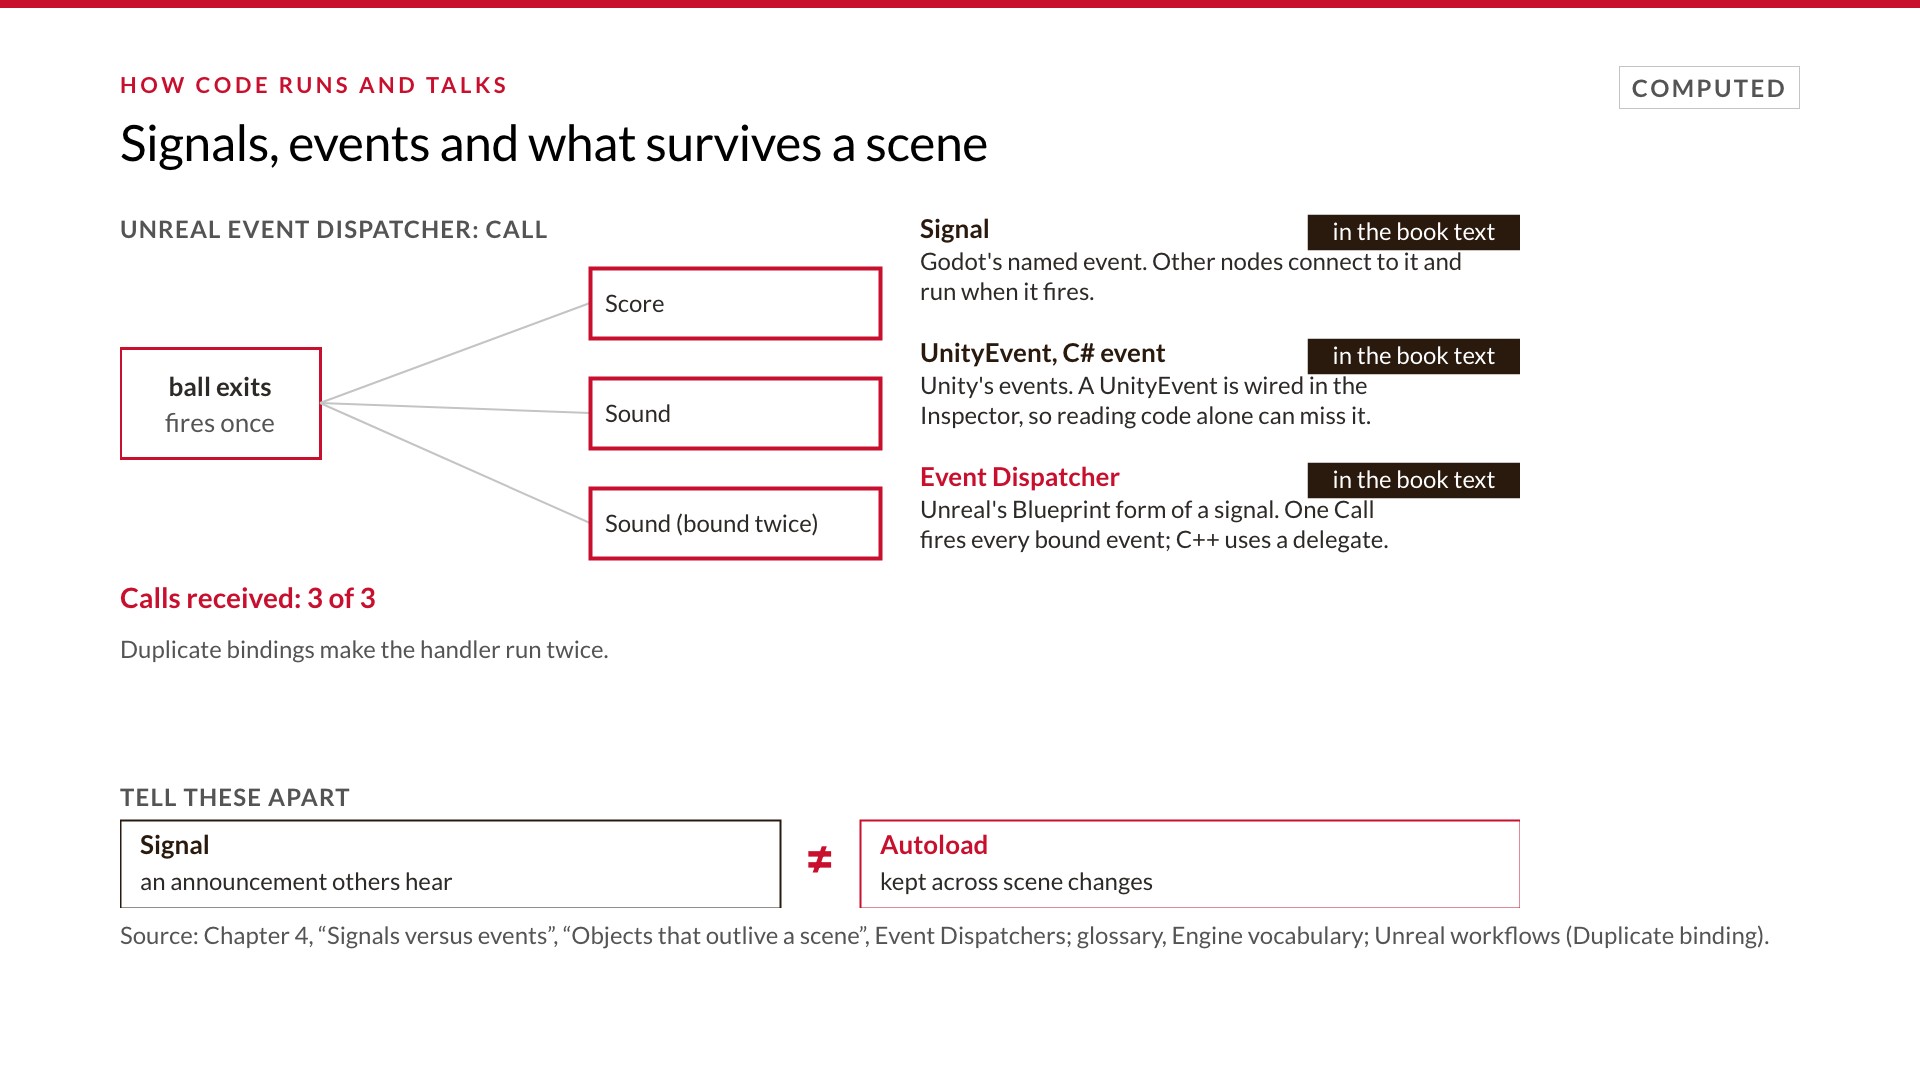 HOW CODE RUNS AND TALKS
COMPUTED
Signals, events and what survives a scene
UNREAL EVENT DISPATCHER: CALL
ball exits
fires once
Score
Sound
Sound (bound twice)
Calls received: 3 of 3
Duplicate bindings make the handler run twice.
Signal
in the book text
Godot's named event. Other nodes connect to it and
run when it fires.
UnityEvent, C# event
in the book text
Unity's events. A UnityEvent is wired in the
Inspector, so reading code alone can miss it.
Event Dispatcher
in the book text
Unreal's Blueprint form of a signal. One Call
fires every bound event; C++ uses a delegate.
TELL THESE APART
Signal
an announcement others hear
≠
Autoload
kept across scene changes
Source: Chapter 4, “Signals versus events”, “Objects that outlive a scene”, Event Dispatchers; glossary, Engine vocabulary; Unreal workflows (Duplicate binding).